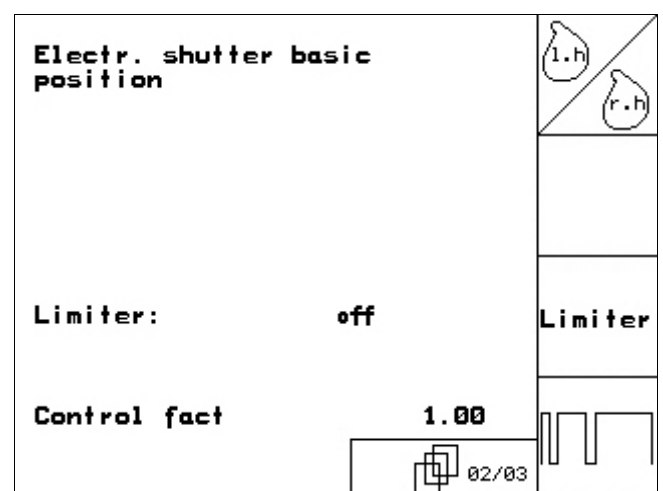 Electr. shutter basic
position
l.h
r.h
Limiter: off
Limiter
Control fact 1.00
02/03